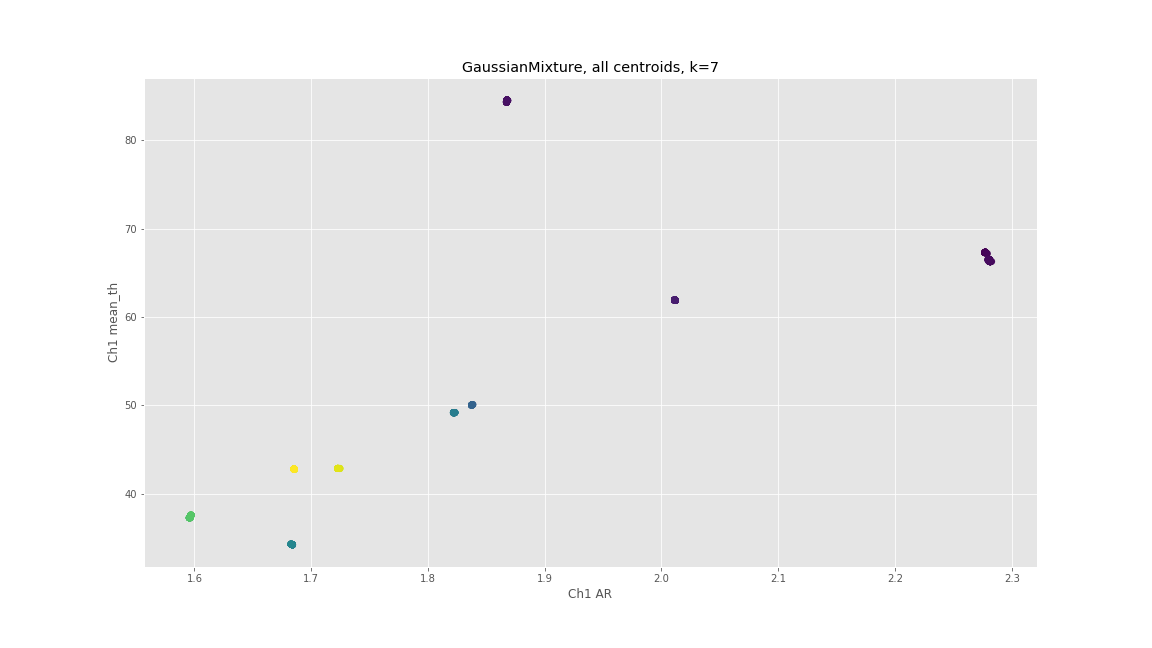 GaussianMixture, all centroids, k=7
80
70
60
50
40
Ch1 mean_th
1.6 1.7 1.8 1.9 2.0 2.1 2.2 2.3
Ch1 AR